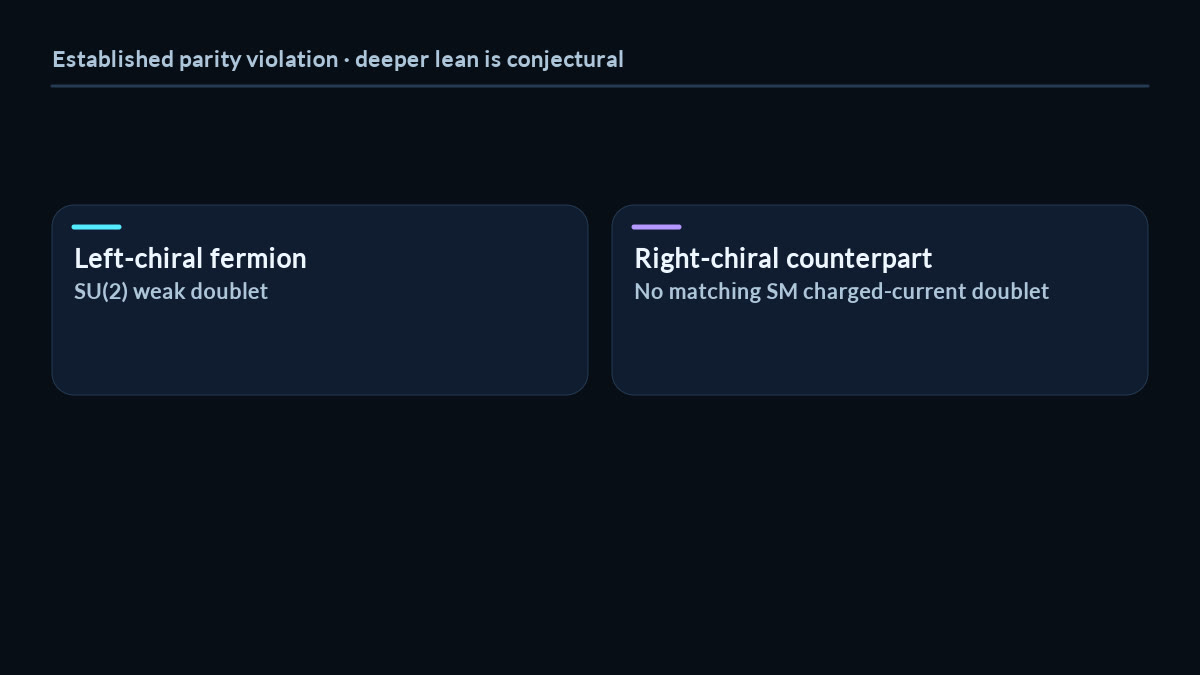 Established parity violation · deeper lean is conjectural
Left-chiral fermion
SU(2) weak doublet
Right-chiral counterpart
No matching SM charged-current doublet